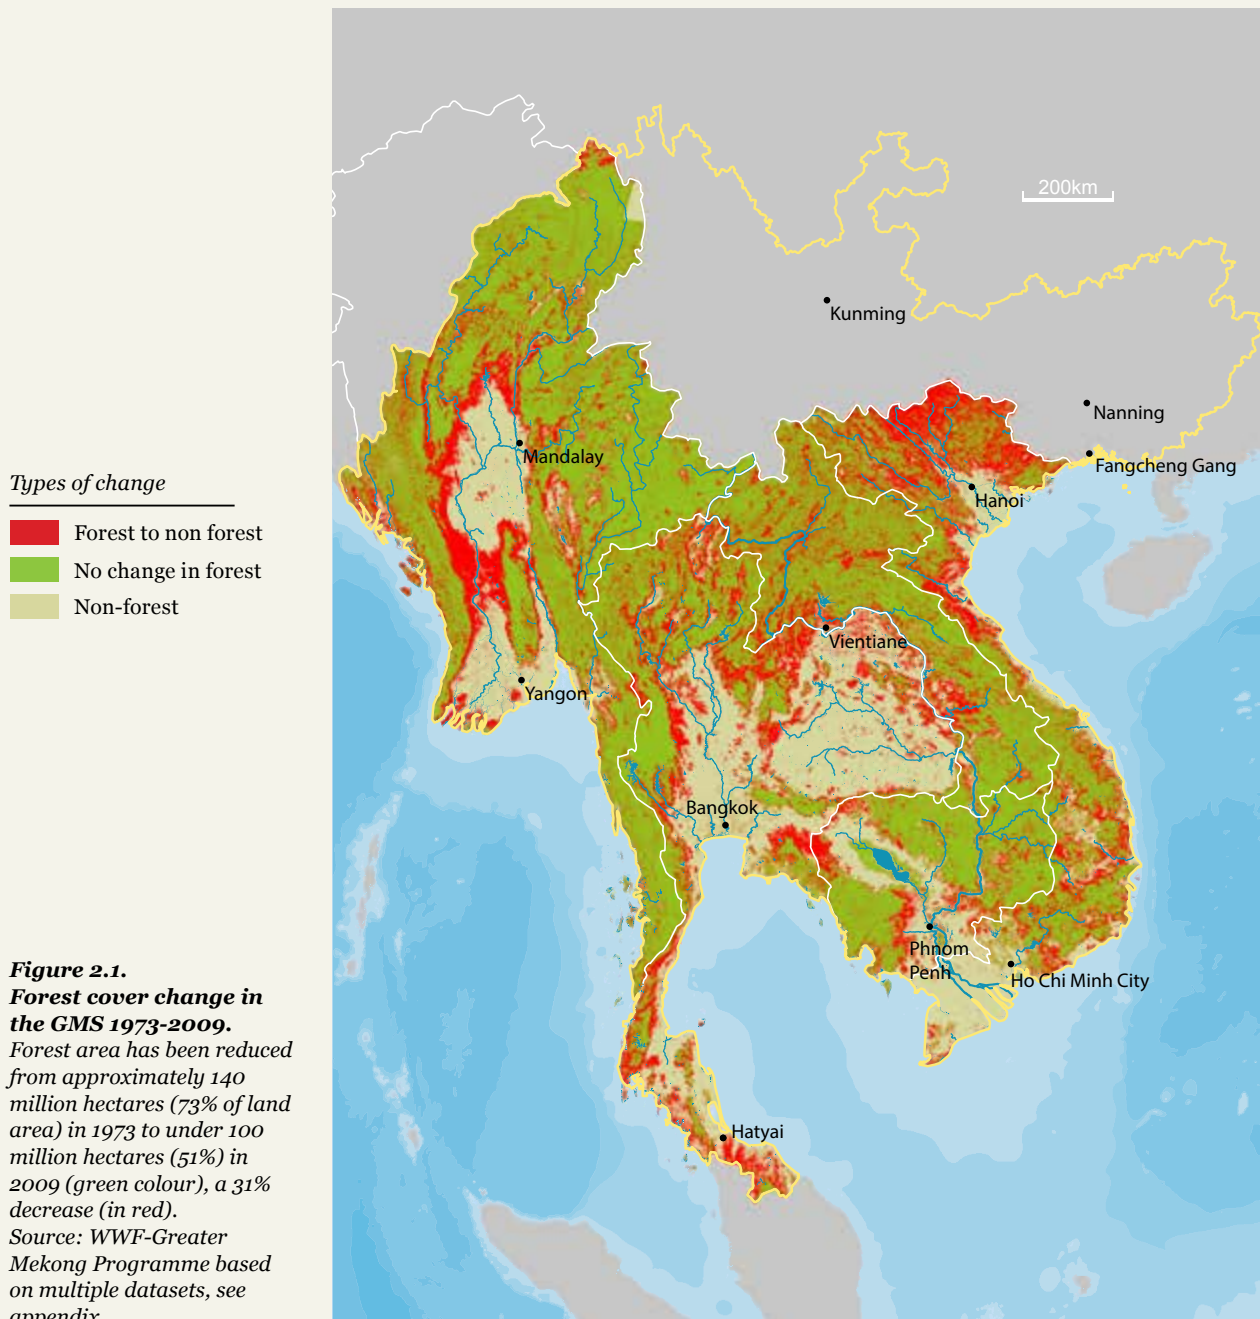 200km
Kunming
Nanning
Fangcheng Gang
Mandalay
Hanoi
Types of change
Forest to non forest
No change in forest
Non-forest
Vientiane
Yangon
Bangkok
Phnom
Penh
Ho Chi Minh City
Hatyai
Figure 2.1.
Forest cover change in
the GMS 1973-2009.
Forest area has been reduced
from approximately 140
million hectares (73% of land
area) in 1973 to under 100
million hectares (51%) in
2009 (green colour), a 31%
decrease (in red).
Source: WWF-Greater
Mekong Programme based
on multiple datasets, see
appendix